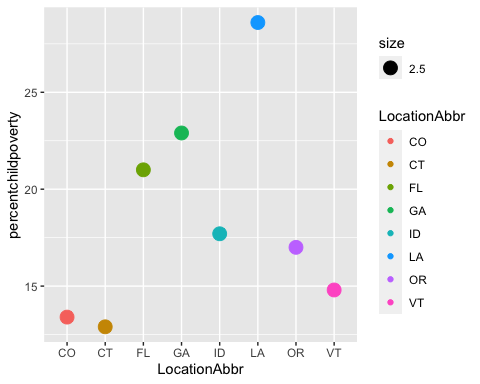 percentchildpoverty
25
20
15
CO CT FL GA ID LA OR VT
LocationAbbr
size
2.5
LocationAbbr
CO
CT
FL
GA
ID
LA
OR
VT